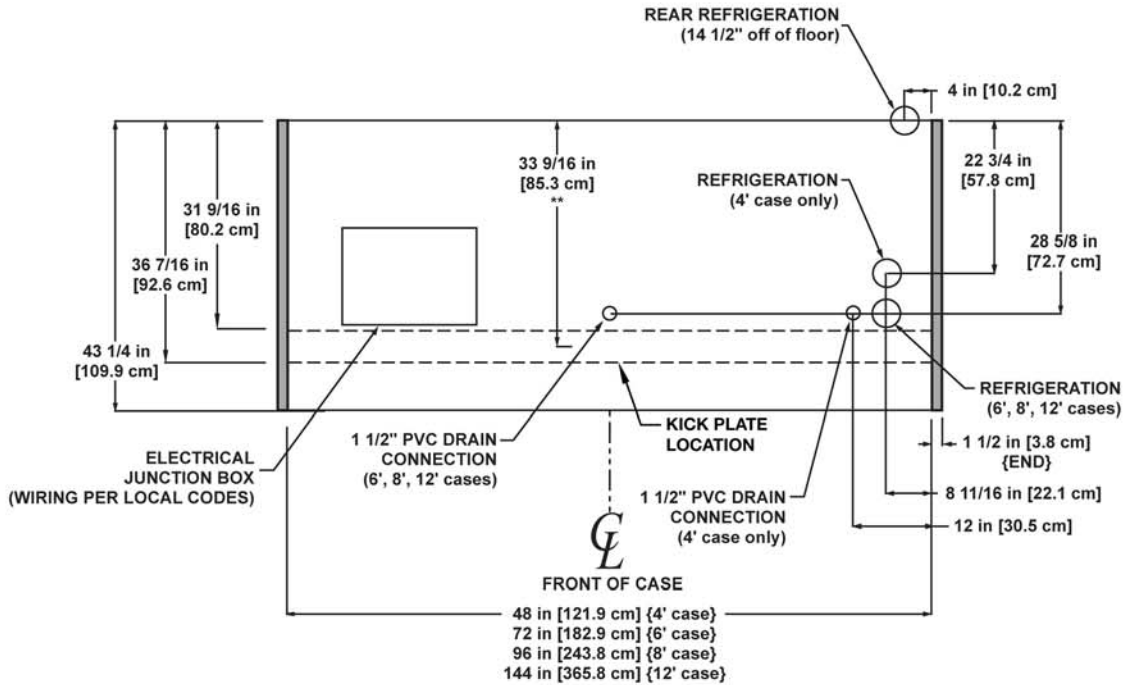 REAR REFRIGERATION
(14 1/2" off of floor)
4 in [10.2 cm]
33 9/16 in
[85.3 cm]
**
22 3/4 in
[57.8 cm]
REFRIGERATION
(4' case only)
31 9/16 in
[80.2 cm]
28 5/8 in
[72.7 cm]
36 7/16 in
[92.6 cm]
43 1/4 in
[109.9 cm]
REFRIGERATION
(6', 8', 12' cases)
KICK PLATE
LOCATION
1 1/2" PVC DRAIN
CONNECTION
(6', 8', 12' cases)
1 1/2 in [3.8 cm]
{END}
ELECTRICAL
JUNCTION BOX
(WIRING PER LOCAL CODES)
8 11/16 in [22.1 cm]
1 1/2" PVC DRAIN
CONNECTION
(4' case only)
12 in [30.5 cm]
CL
FRONT OF CASE
48 in [121.9 cm] {4' case}
72 in [182.9 cm] {6' case}
96 in [243.8 cm] {8' case}
144 in [365.8 cm] {12' case}